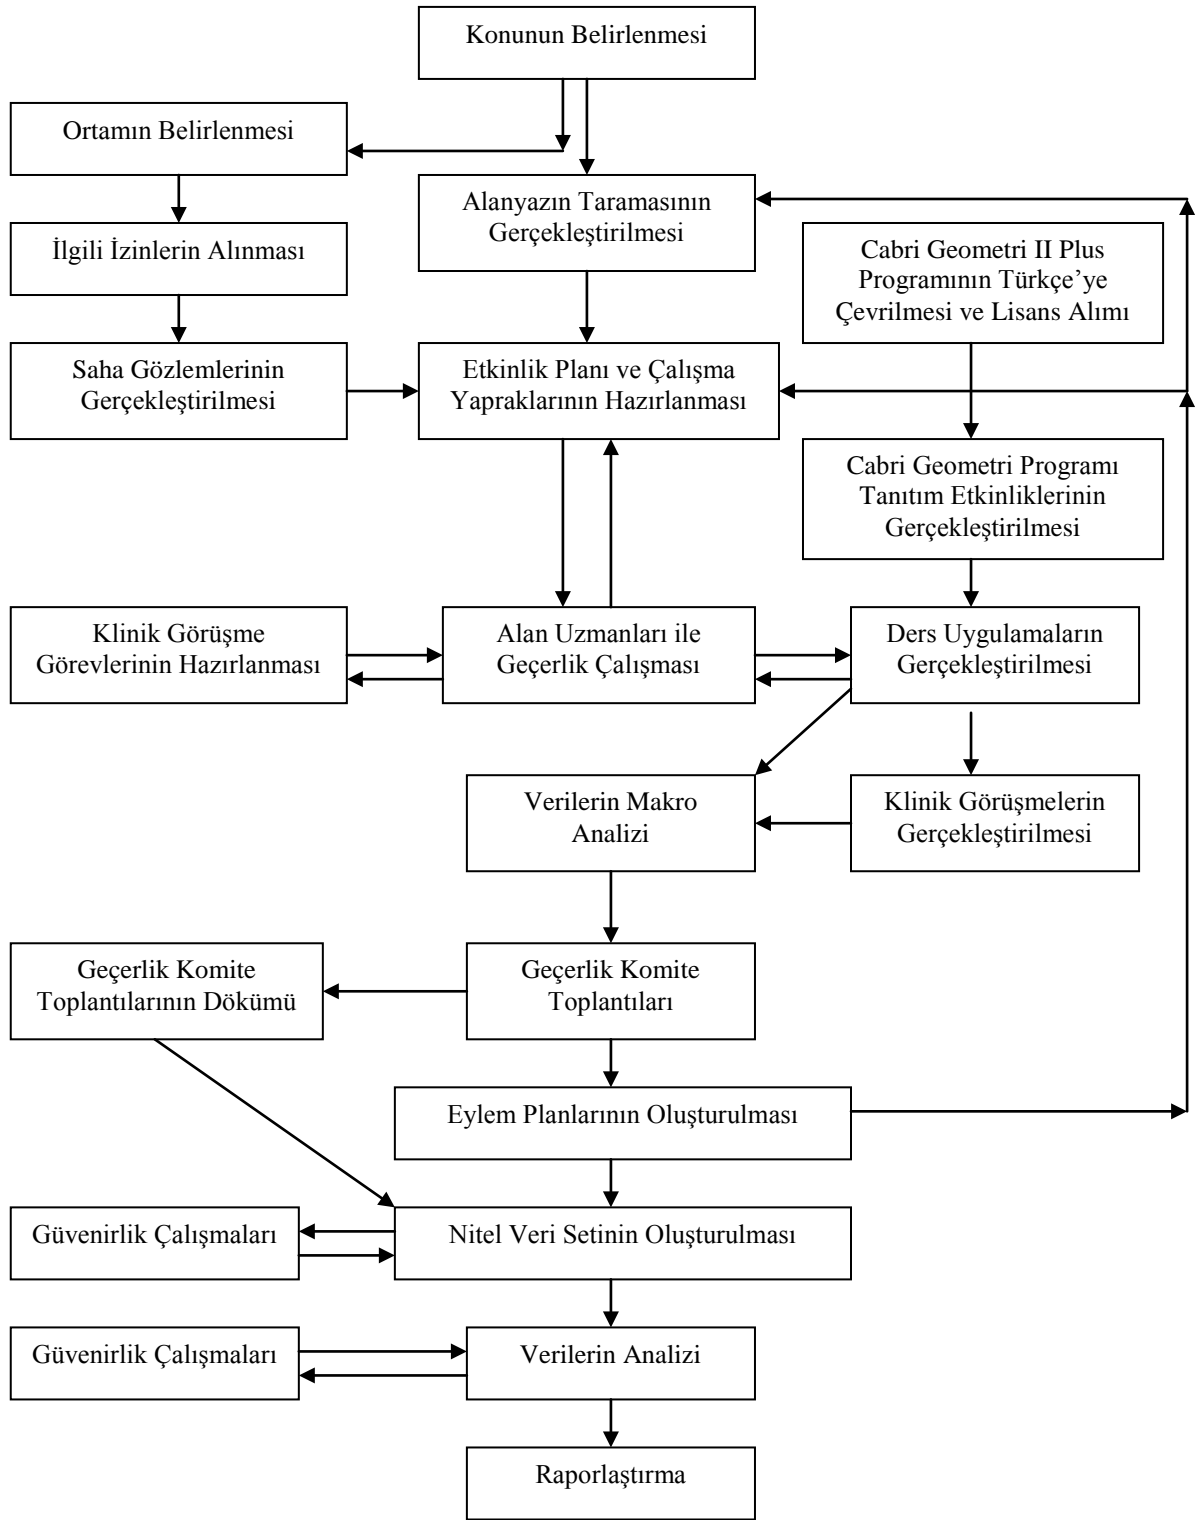 Konunun Belirlenmesi
Ortamın Belirlenmesi
Alanyazın Taramasının
Gerçekleştirilmesi
İlgili İzinlerin Alınması
Cabri Geometri II Plus
Programının Türkçe’ye
Çevrilmesi ve Lisans Alımı
Saha Gözlemlerinin
Gerçekleştirilmesi
Etkinlik Planı ve Çalışma
Yapraklarının Hazırlanması
Cabri Geometri Programı
Tanıtım Etkinliklerinin
Gerçekleştirilmesi
Klinik Görüşme
Görevlerinin Hazırlanması
Alan Uzmanları ile
Geçerlik Çalışması
Ders Uygulamaların
Gerçekleştirilmesi
Verilerin Makro
Analizi
Klinik Görüşmelerin
Gerçekleştirilmesi
Geçerlik Komite
Toplantılarının Dökümü
Geçerlik Komite
Toplantıları
Eylem Planlarının Oluşturulması
Güvenirlik Çalışmaları
Nitel Veri Setinin Oluşturulması
Güvenirlik Çalışmaları
Verilerin Analizi
Raporlaştırma